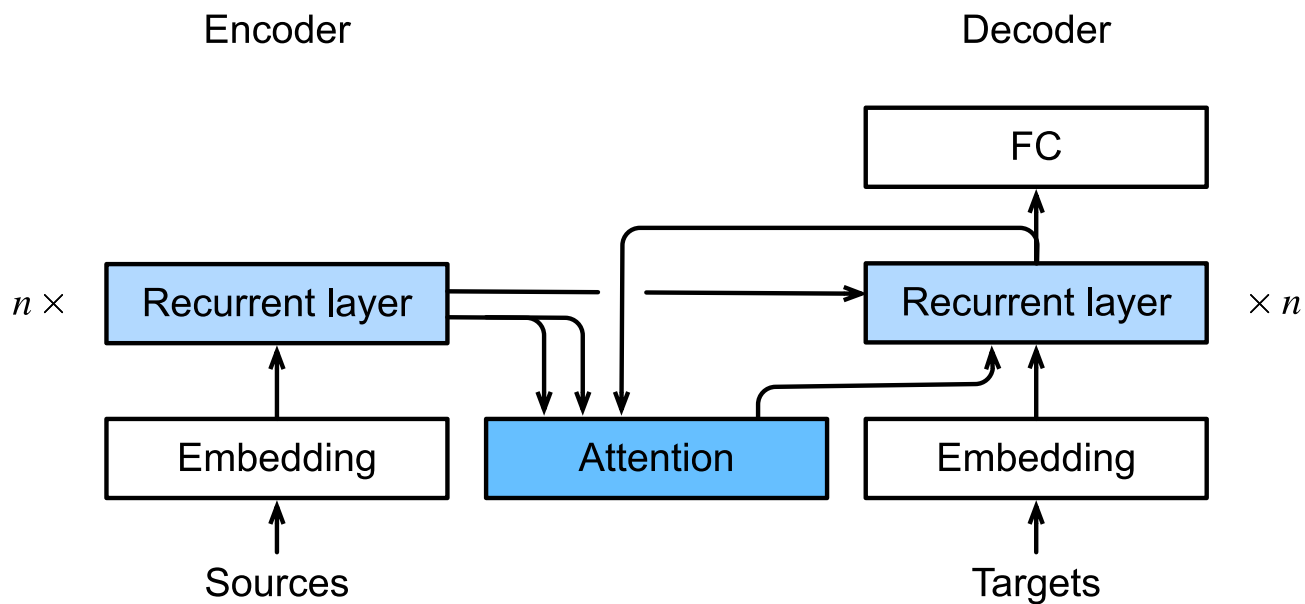 Encoder
Decoder
FC
n × Recurrent layer
Recurrent layer × n
Embedding
Attention
Embedding
Sources
Targets